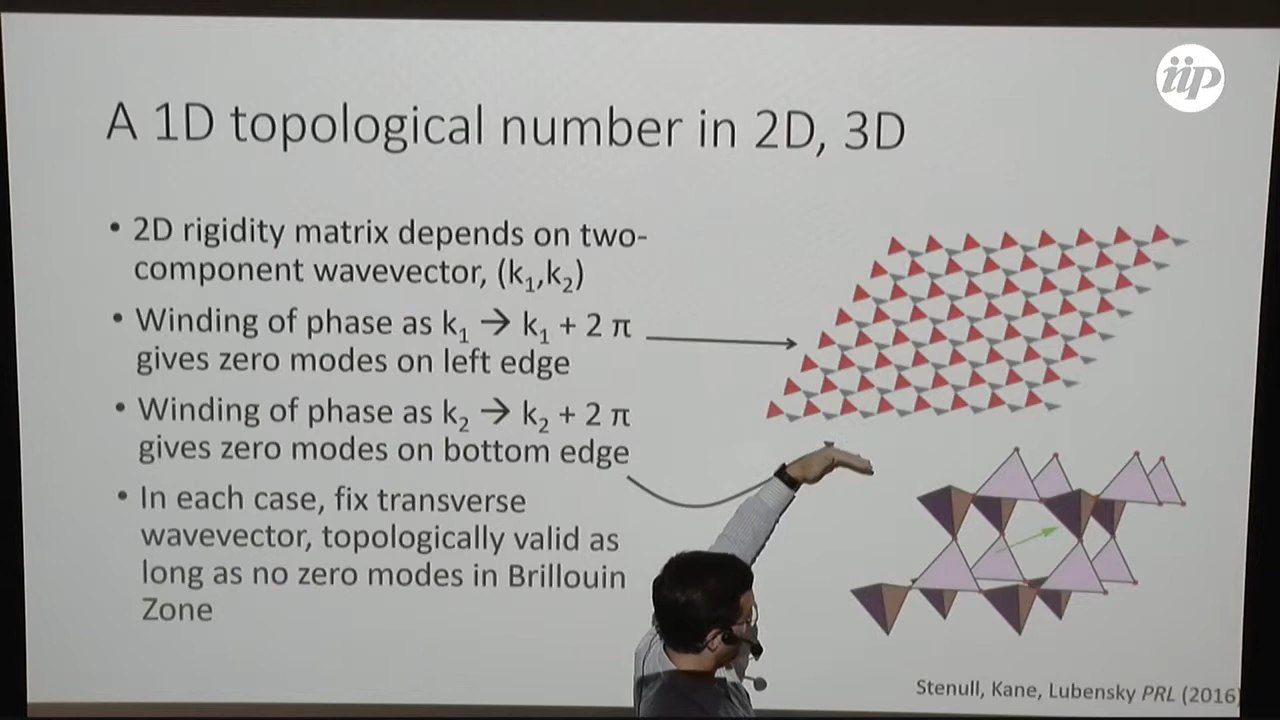 iip
A 1D topological number in 2D, 3D
• 2D rigidity matrix depends on two-
component wavevector, (k₁,k₂)
• Winding of phase as k₁ → k₁ + 2 π
gives zero modes on left edge
• Winding of phase as k₂ → k₂ + 2 π
gives zero modes on bottom edge
• In each case, fix transverse
wavevector, topologically valid as
long as no zero modes in Brillouin
Zone
Stenull, Kane, Lubensky PRL (2016)